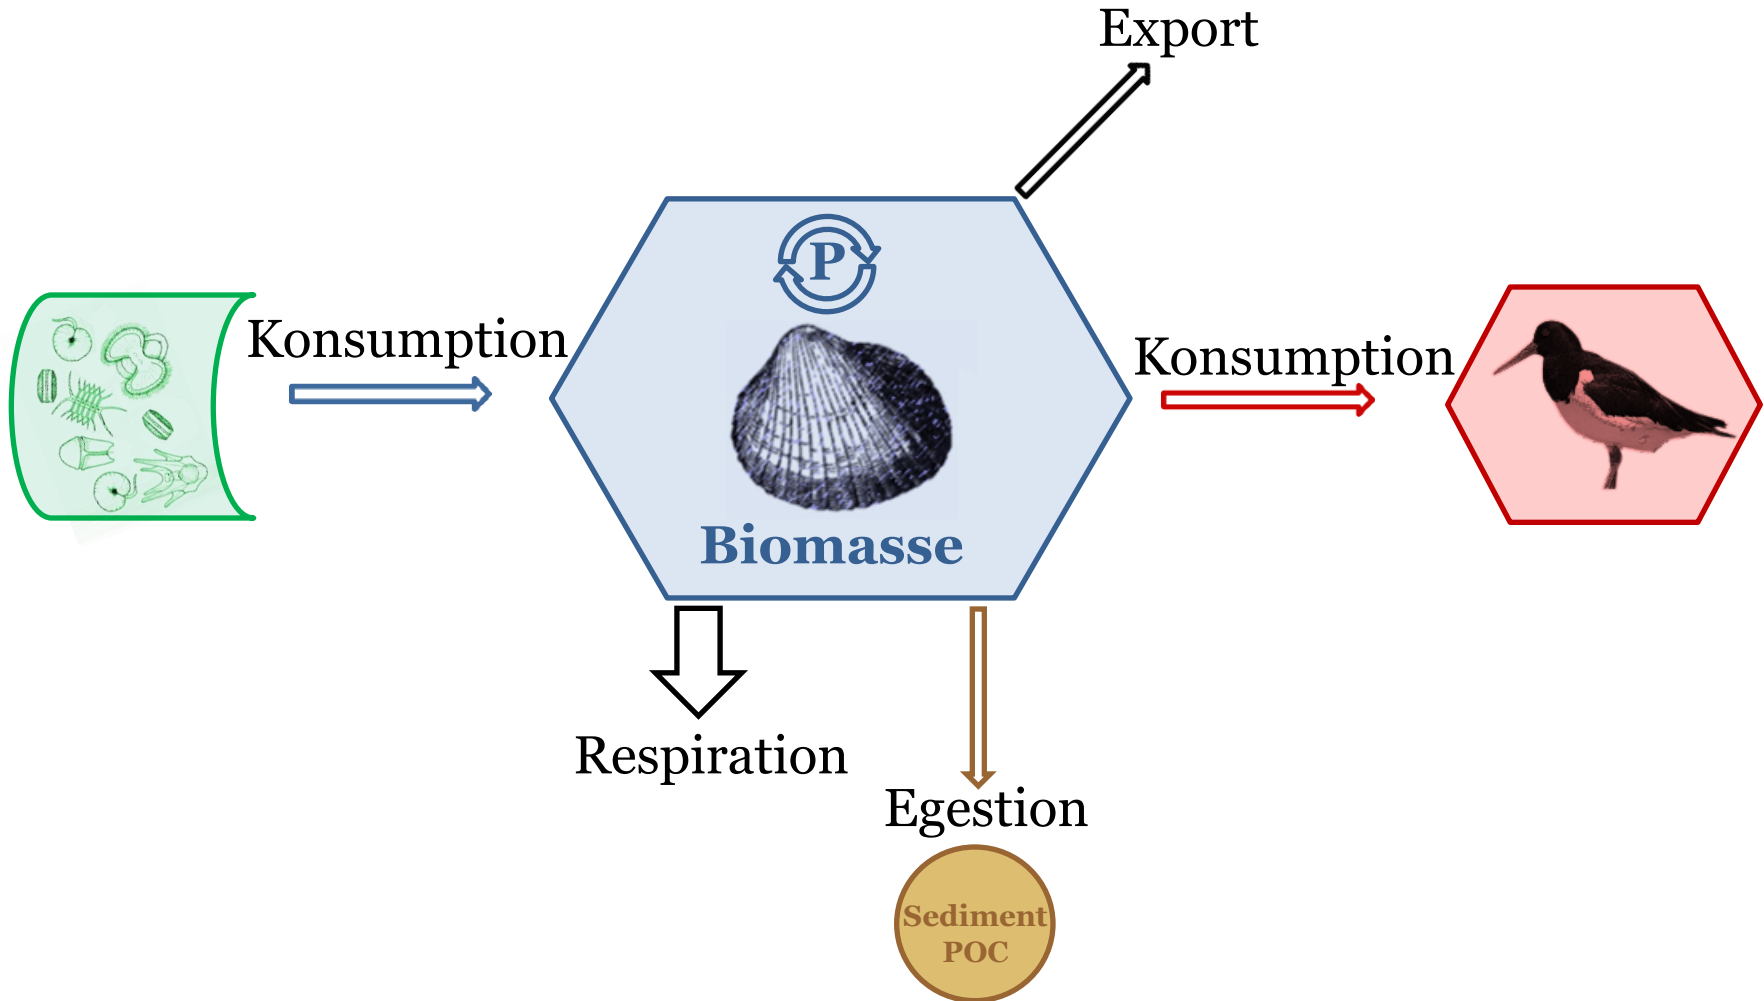 Export
P
Konsumption
Konsumption
Biomasse
Respiration
Egestion
Sediment
POC